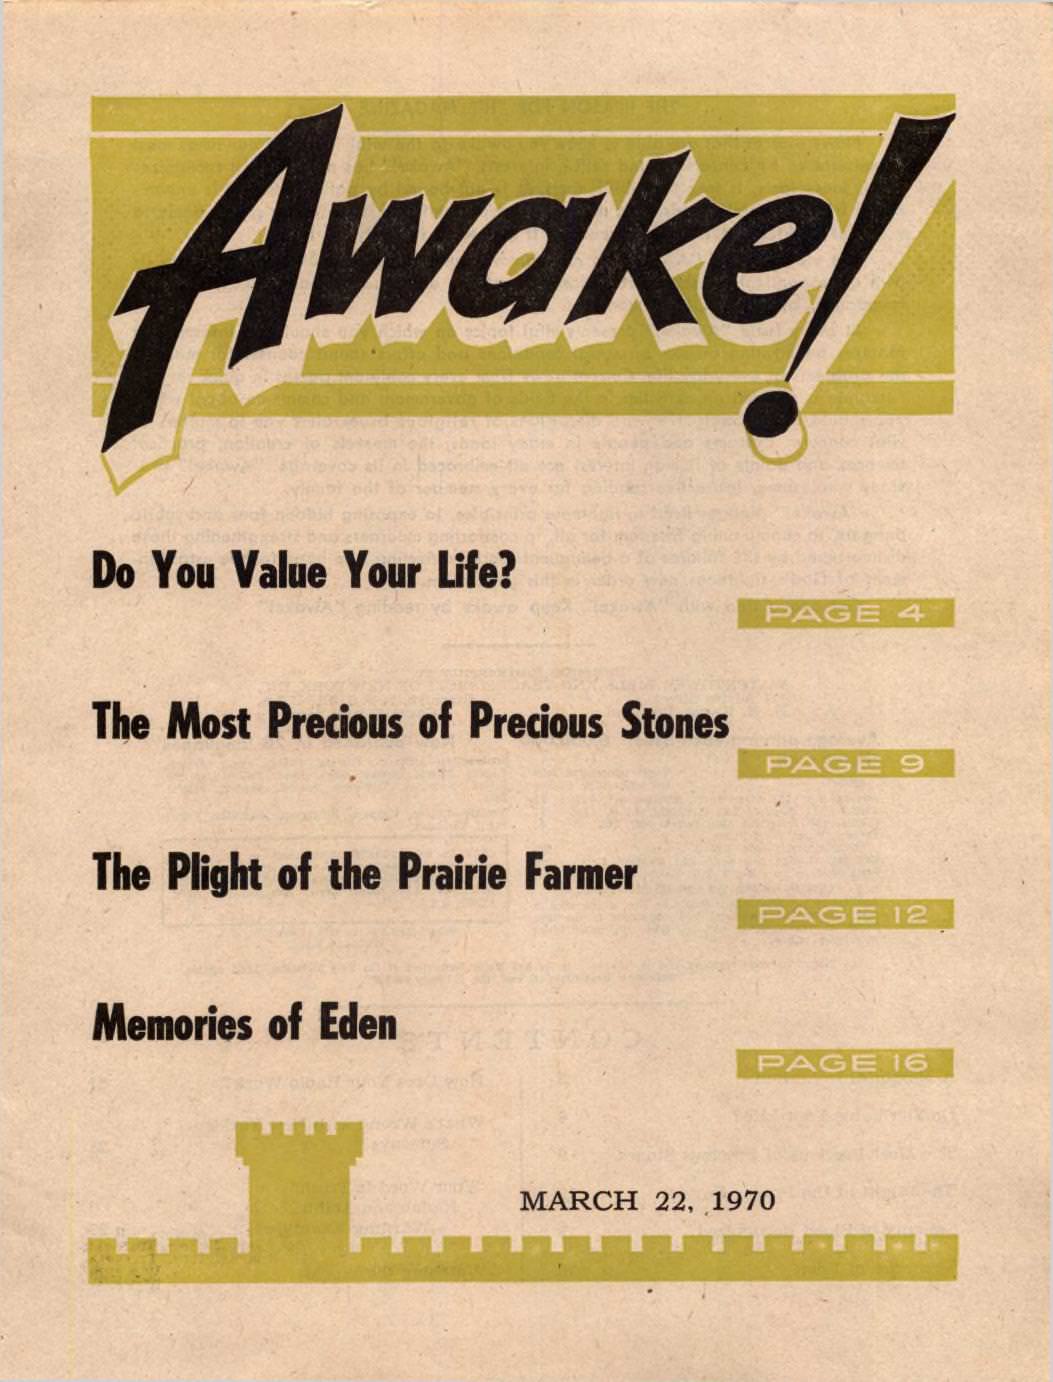 Awake!
Do You Value Your Life?
PAGE 4
The Most Precious of Precious Stones
PAGE 9
The Plight of the Prairie Farmer
PAGE 12
Memories of Eden
PAGE 16
MARCH 22, 1970